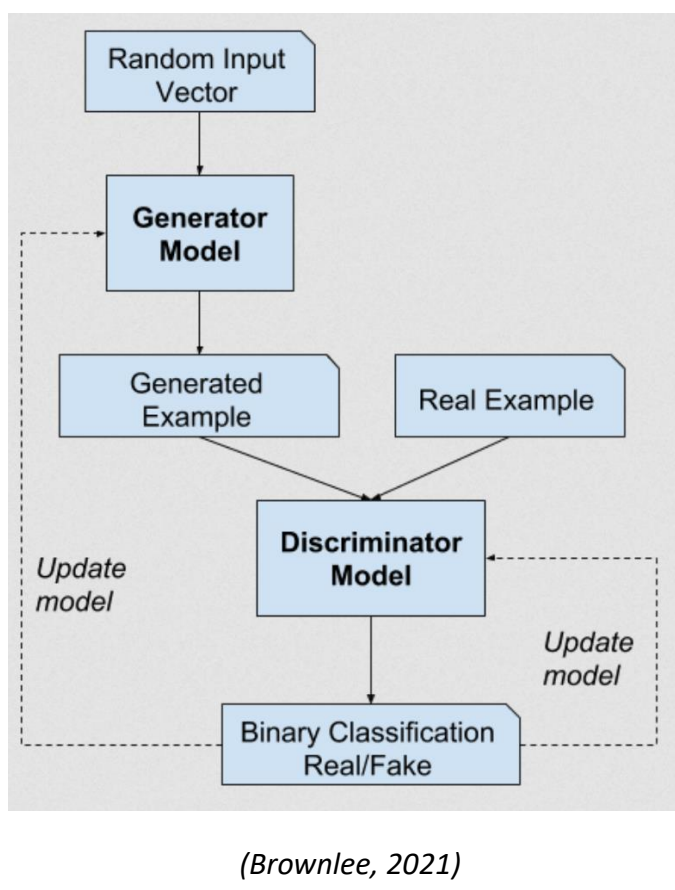 Random Input
Vector
Generator
Model
Generated
Example
Real Example
Discriminator
Model
Update
model
Update
model
Binary Classification
Real/Fake
(Brownlee, 2021)